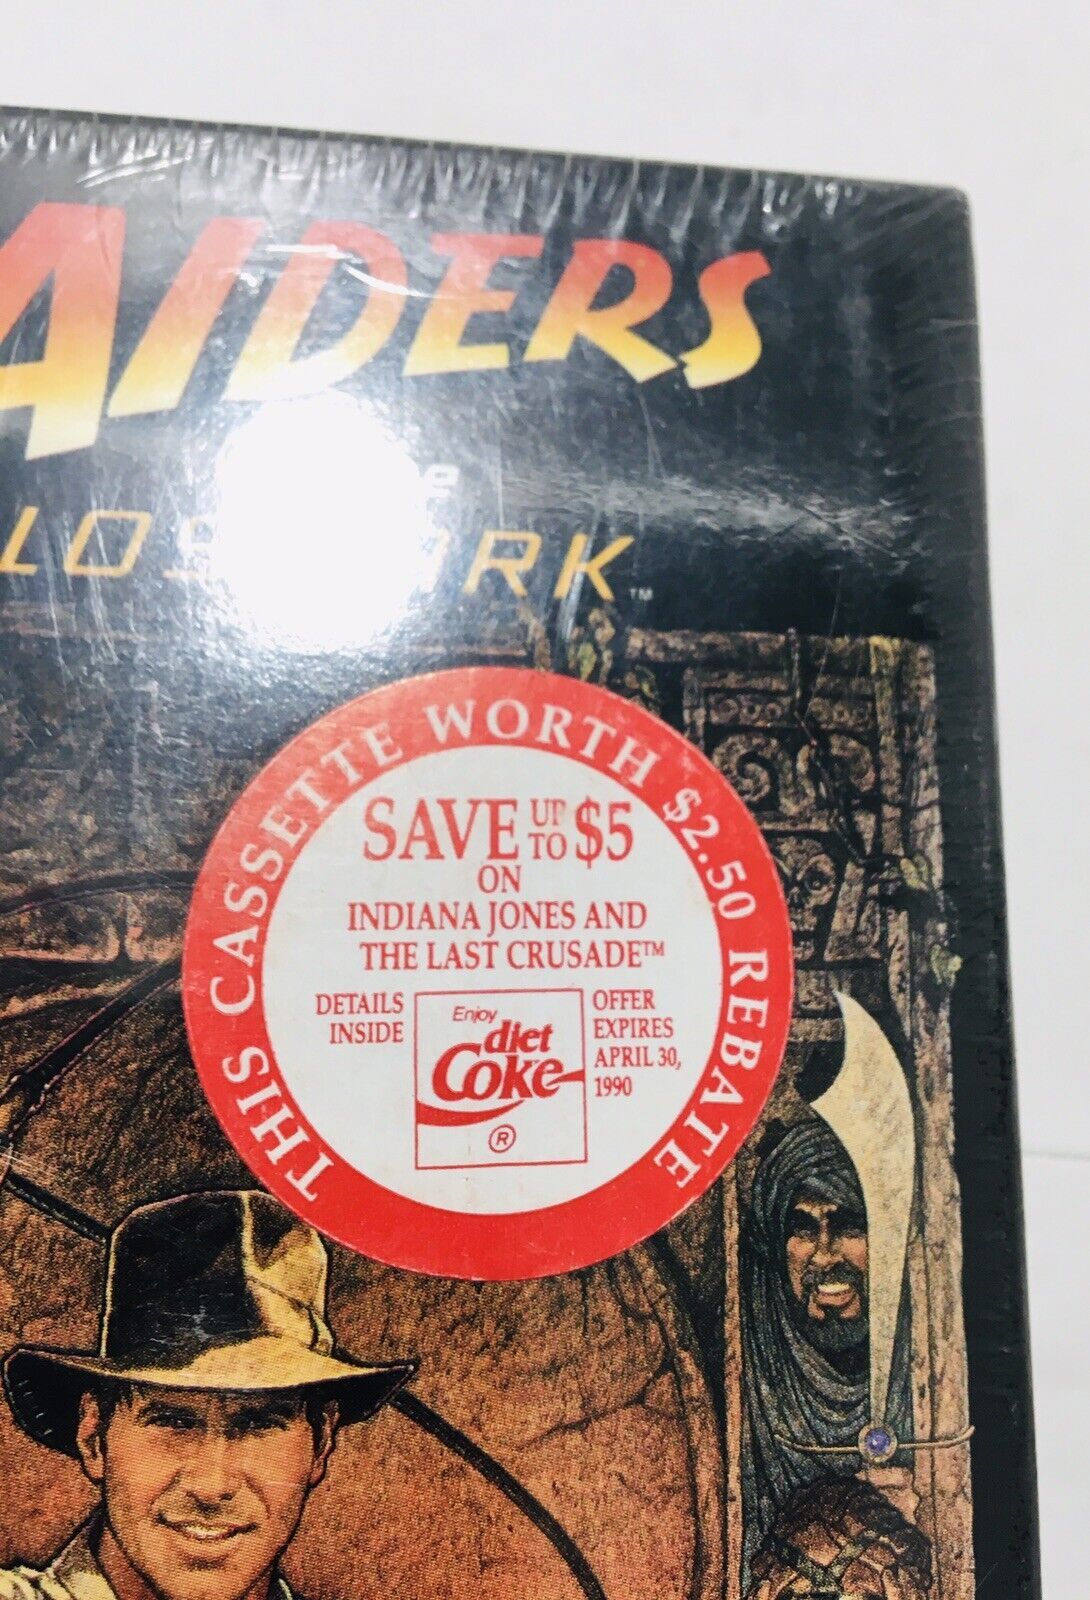 AIDERS
e
LOS ARK™
THIS CASSETTE WORTH $2.50 REBATE
SAVE UP TO $5
ON
INDIANA JONES AND
THE LAST CRUSADE™
DETAILS
INSIDE
Enjoy
diet
Coke
®
OFFER
EXPIRES
APRIL 30,
1990